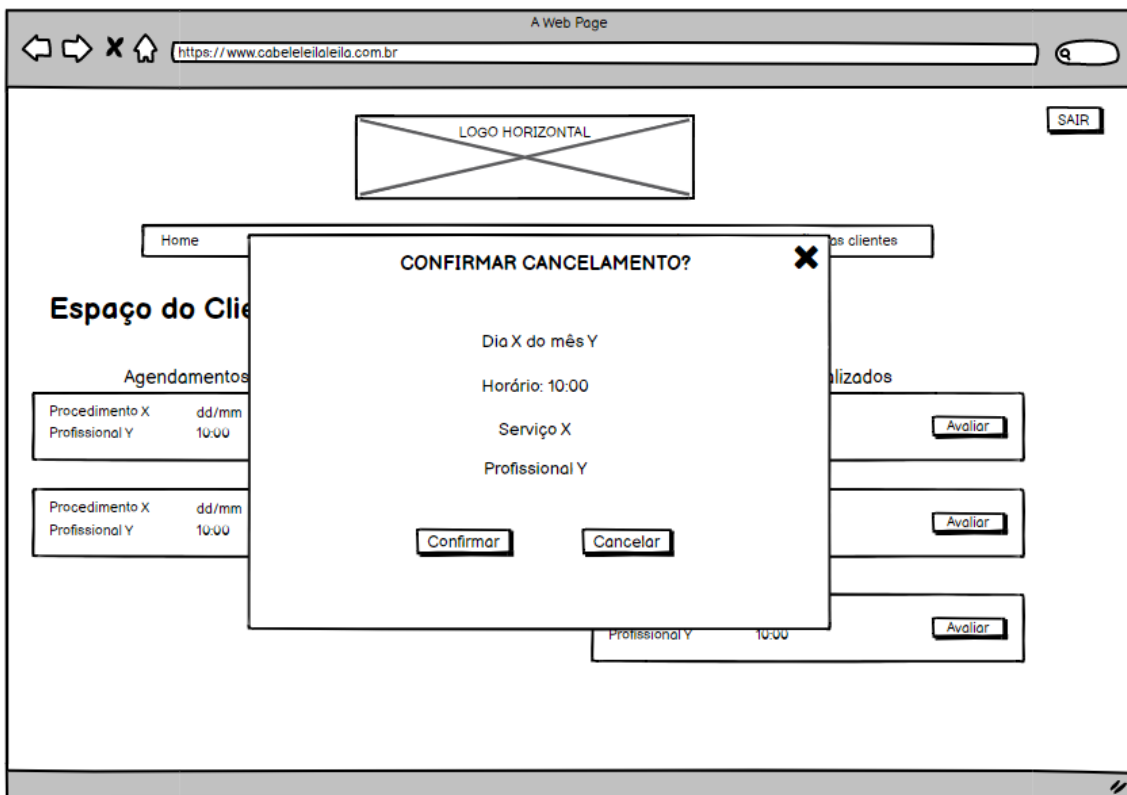 A Web Page
https://www.cabeleleilaleila.com.br
LOGO HORIZONTAL
SAIR
Home
as clientes
CONFIRMAR CANCELAMENTO?
Espaço do Clie
Dia X do mês Y
Agendamentos
alizados
Horário: 10:00
Procedimento X dd/mm
Profissional Y 10:00
Avaliar
Serviço X
Profissional Y
Procedimento X dd/mm
Profissional Y 10:00
Avaliar
Confirmar Cancelar
Profissional Y 10:00
Avaliar